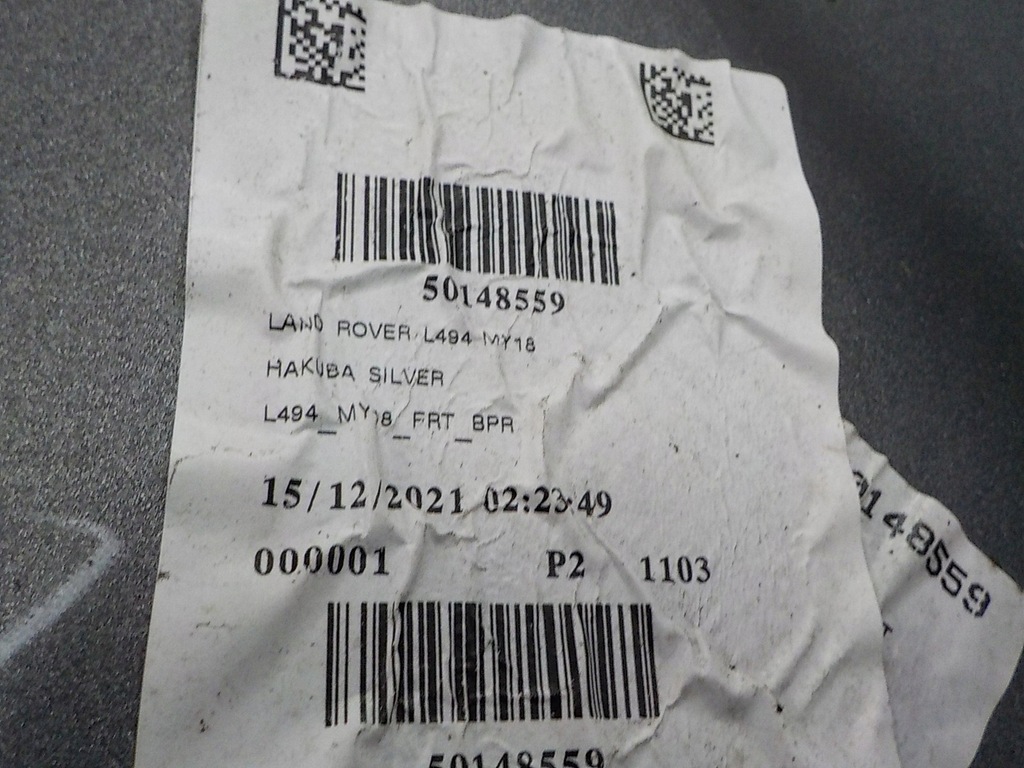 50148559
LAND ROVER L494 MY18
HAKUBA SILVER
L494_MY18_FRT_BPR
15/12/2021 02:23:49
000001 P2 1103
50148559
0148559